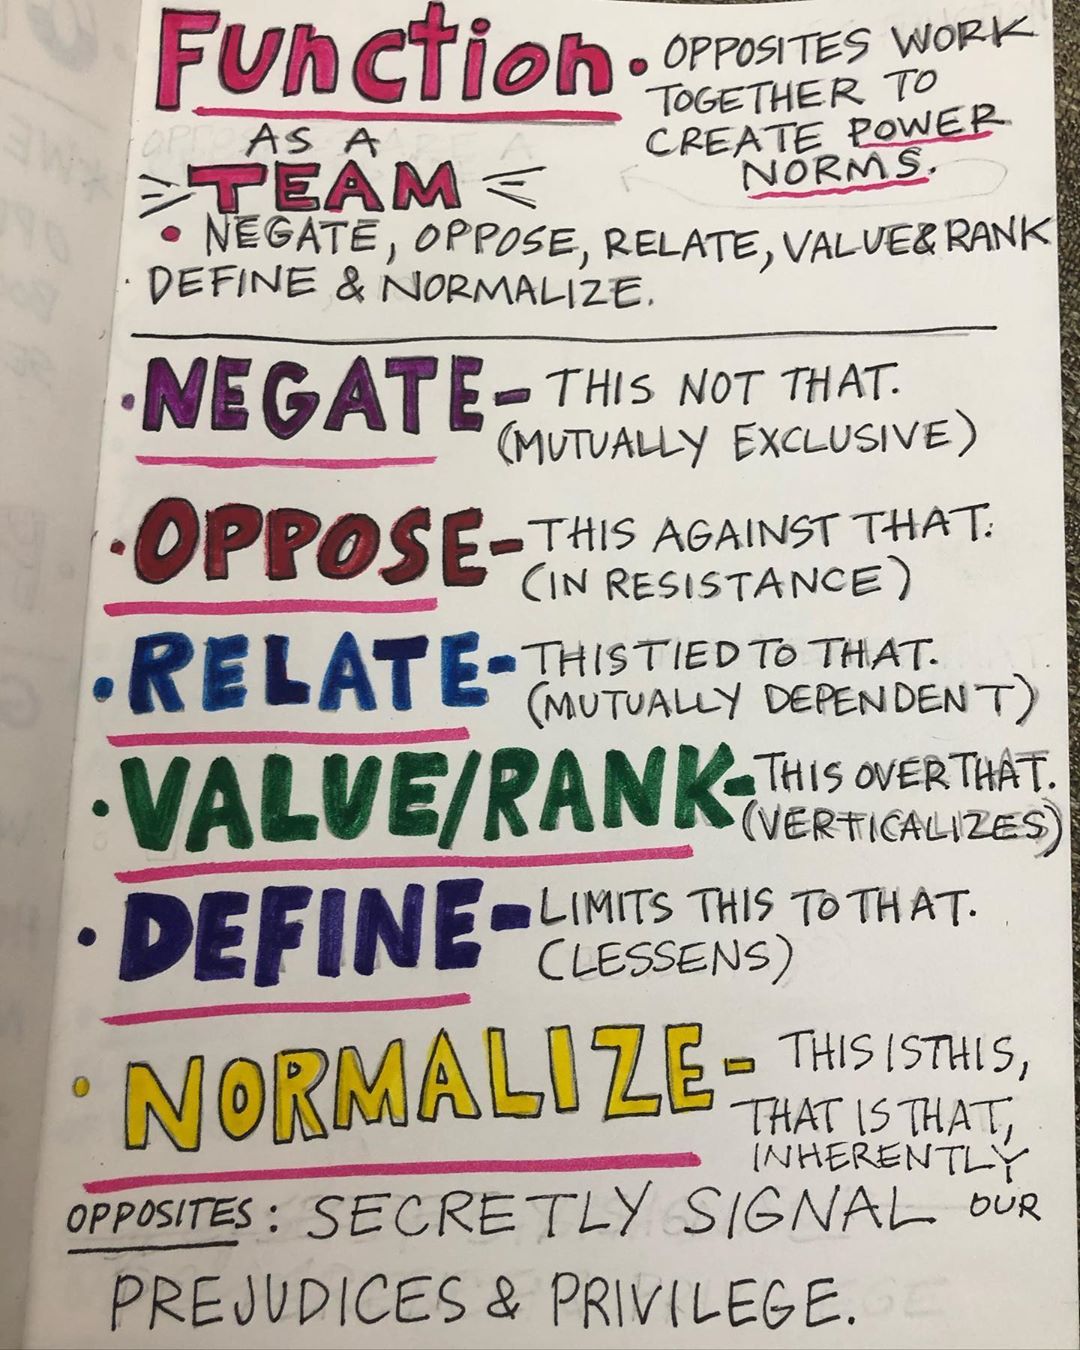 Function
• OPPOSITES WORK
TOGETHER TO
CREATE POWER
NORMS.
AS A
TEAM
• NEGATE, OPPOSE, RELATE, VALUE & RANK
DEFINE & NORMALIZE.
• NEGATE - THIS NOT THAT.
(MUTUALLY EXCLUSIVE)
• OPPOSE - THIS AGAINST THAT.
(IN RESISTANCE)
• RELATE - THIS TIED TO THAT.
(MUTUALLY DEPENDENT)
• VALUE/RANK - THIS OVER THAT.
(VERTICALIZES)
• DEFINE - LIMITS THIS TO THAT.
(LESSENS)
• NORMALIZE - THIS IS THIS,
THAT IS THAT,
INHERENTLY
OPPOSITES: SECRETLY SIGNAL OUR
PREJUDICES & PRIVILEGE.